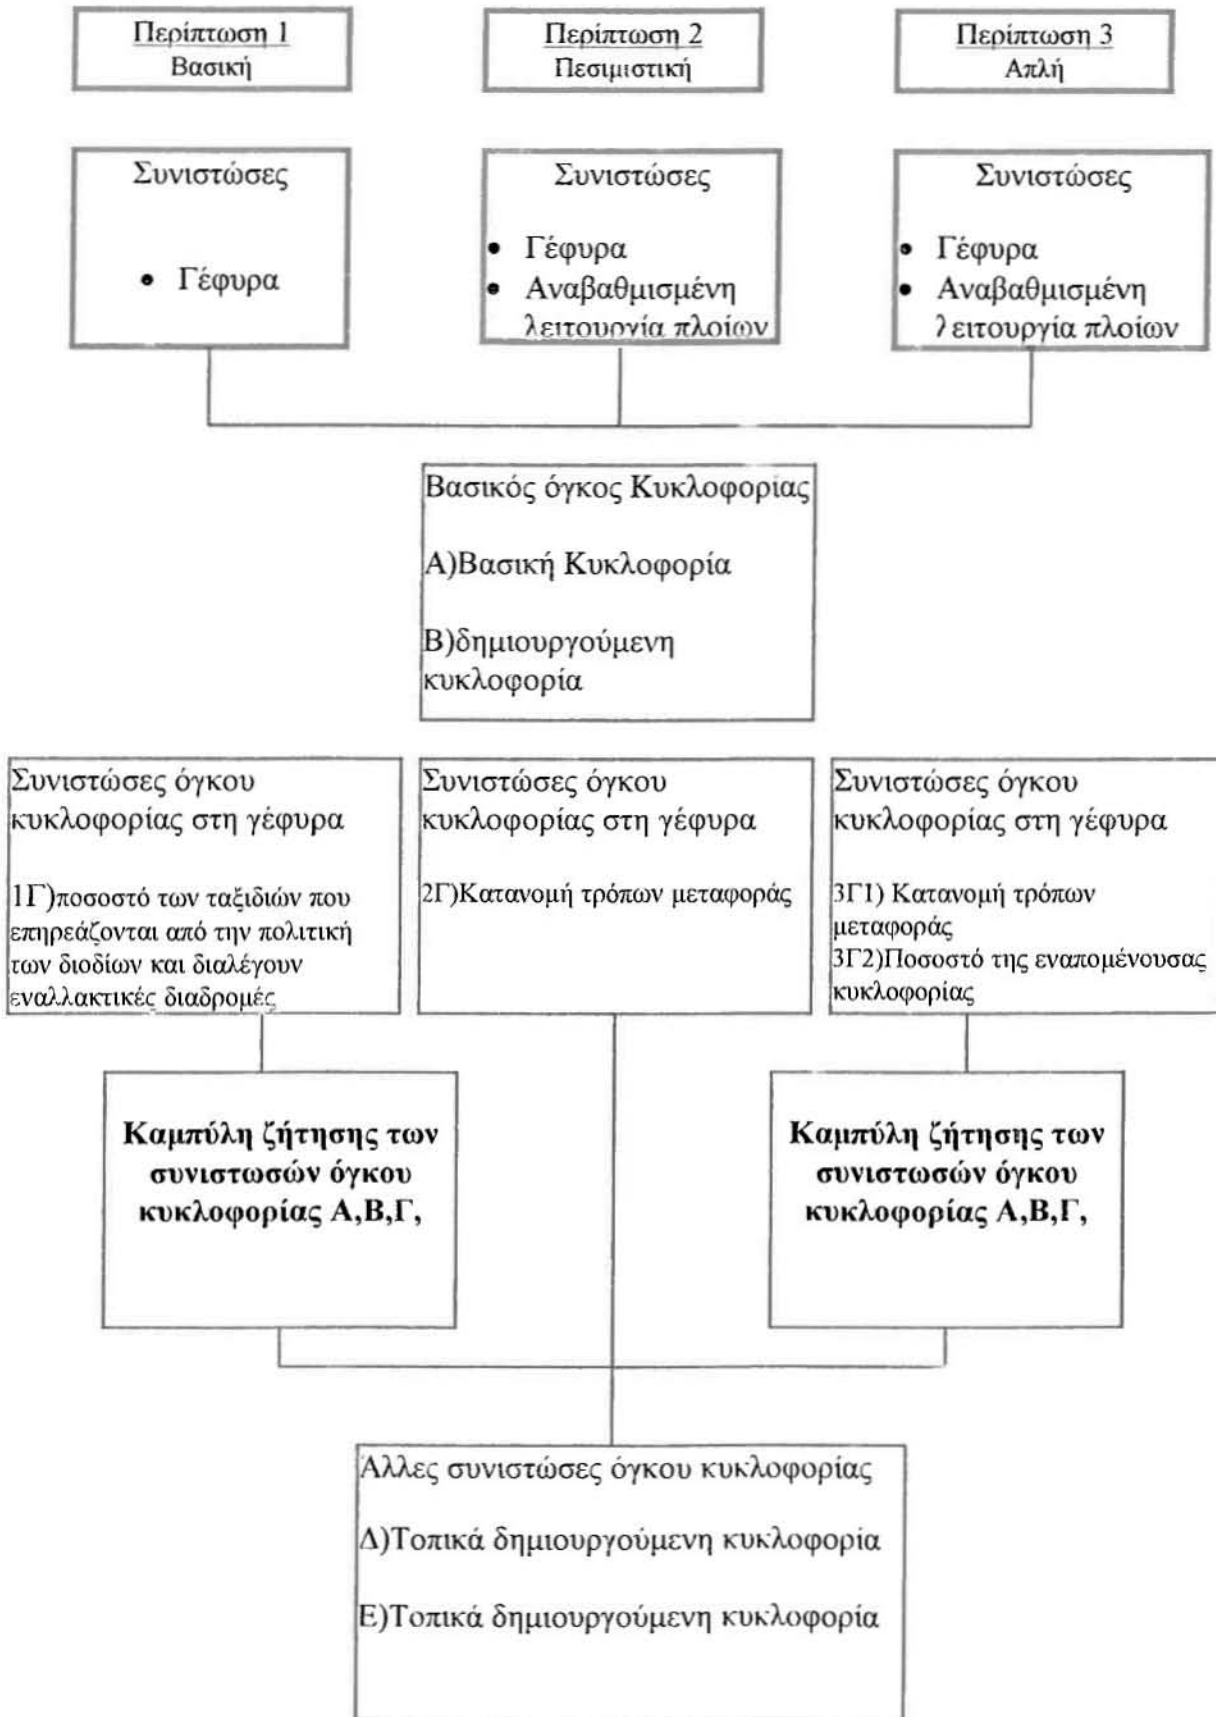 Περίπτωση 1
Βασική
Περίπτωση 2
Πεσιμιστική
Περίπτωση 3
Απλή
Συνιστώσες
• Γέφυρα
Συνιστώσες
• Γέφυρα
• Αναβαθμισμένη
λειτουργία πλοίων
Συνιστώσες
• Γέφυρα
• Αναβαθμισμένη
λειτουργία πλοίων
Βασικός όγκος Κυκλοφορίας
Α)Βασική Κυκλοφορία
Β)δημιουργούμενη
κυκλοφορία
Συνιστώσες όγκου
κυκλοφορίας στη γέφυρα
1Γ)ποσοστό των ταξιδιών που
επηρεάζονται από την πολιτική
των διοδίων και διαλέγουν
εναλλακτικές διαδρομές
Συνιστώσες όγκου
κυκλοφορίας στη γέφυρα
2Γ)Κατανομή τρόπων μεταφοράς
Συνιστώσες όγκου
κυκλοφορίας στη γέφυρα
3Γ1) Κατανομή τρόπων
μεταφοράς
3Γ2)Ποσοστό της εναπομένουσας
κυκλοφορίας
Καμπύλη ζήτησης των
συνιστωσών όγκου
κυκλοφορίας Α,Β,Γ,
Καμπύλη ζήτησης των
συνιστωσών όγκου
κυκλοφορίας Α,Β,Γ,
Άλλες συνιστώσες όγκου κυκλοφορίας
Δ)Τοπικά δημιουργούμενη κυκλοφορία
Ε)Τοπικά δημιουργούμενη κυκλοφορία